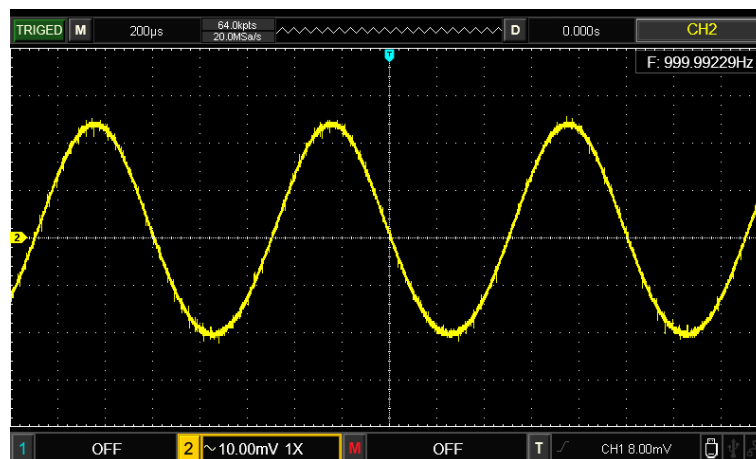 TRIGED M 200μs 64.0kpts D 0.000s CH2
20.0MSa/s
T
F: 999.99229Hz
2
1 OFF 2 ~10.00mV 1X M OFF T CH1 8.00mV